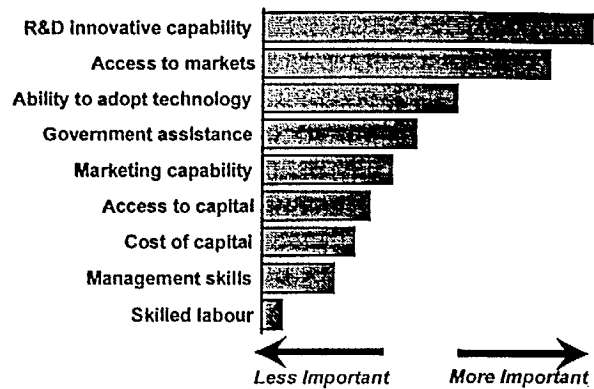 R&D innovative capability
Access to markets
Ability to adopt technology
Government assistance
Marketing capability
Access to capital
Cost of capital
Management skills
Skilled labour
Less Important More Important